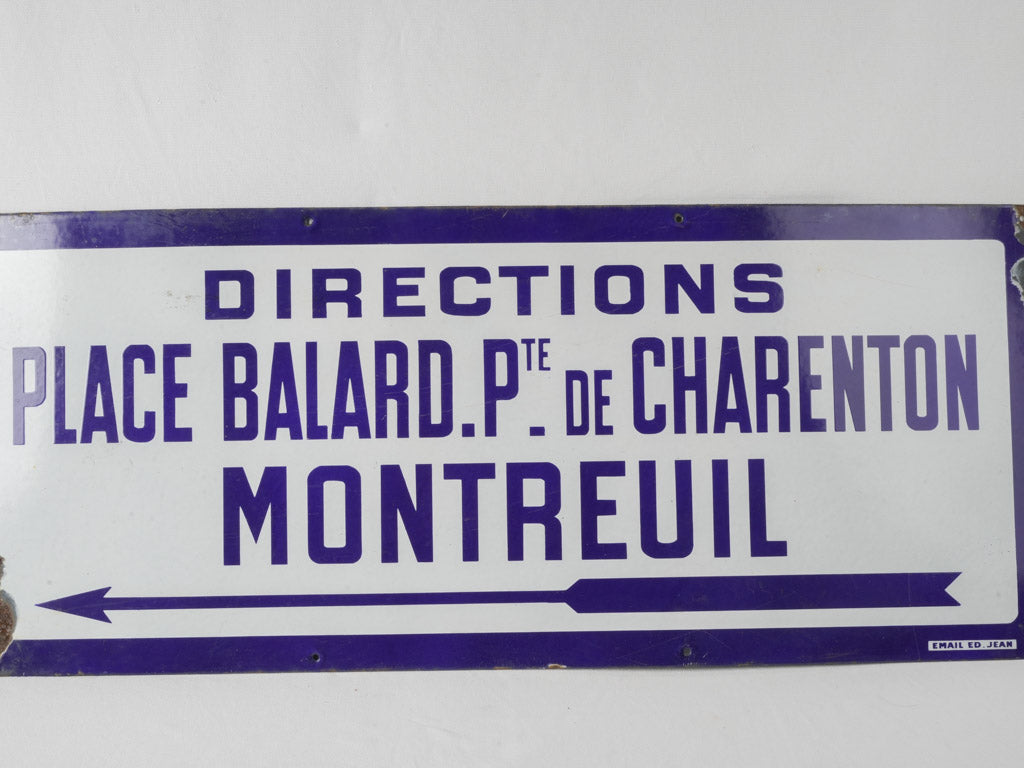 DIRECTIONS
PLACE BALARD. Pᵀᴱ DE CHARENTON
MONTREUIL
EMAIL ED. JEAN